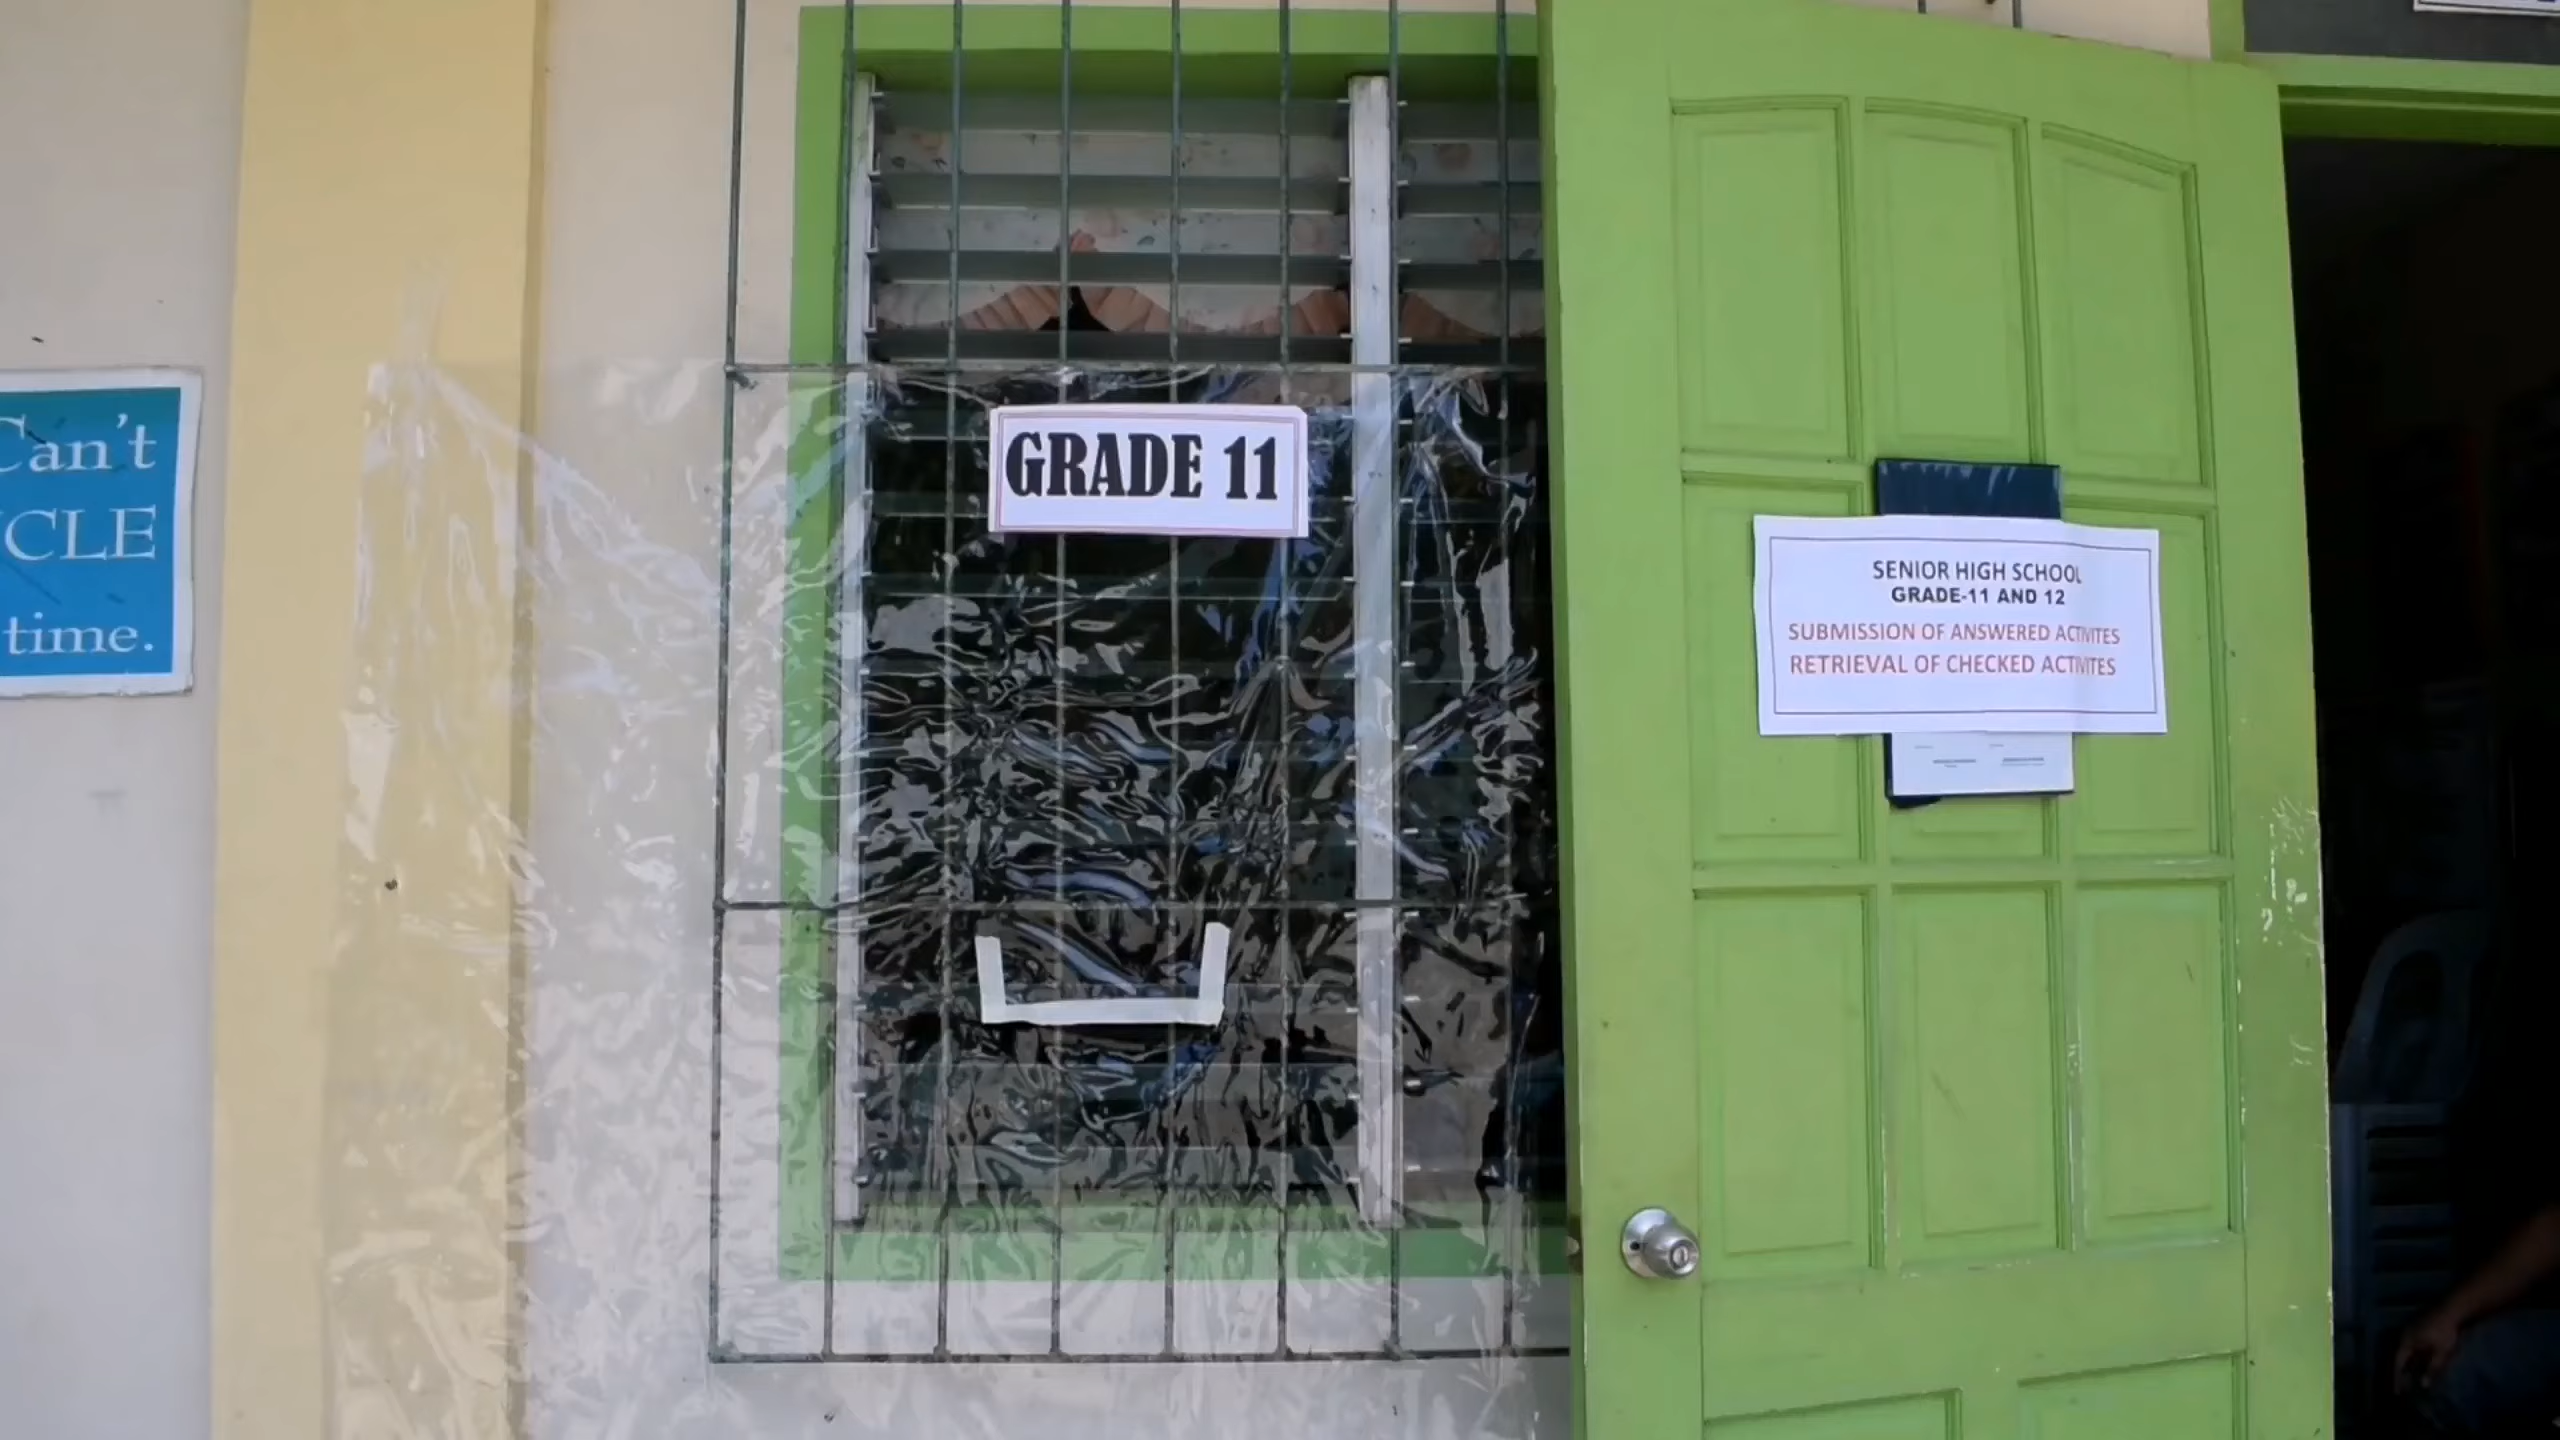 Can't
CLE
time.
GRADE 11
SENIOR HIGH SCHOOL
GRADE-11 AND 12
SUBMISSION OF ANSWERED ACTIVITES
RETRIEVAL OF CHECKED ACTIVITES